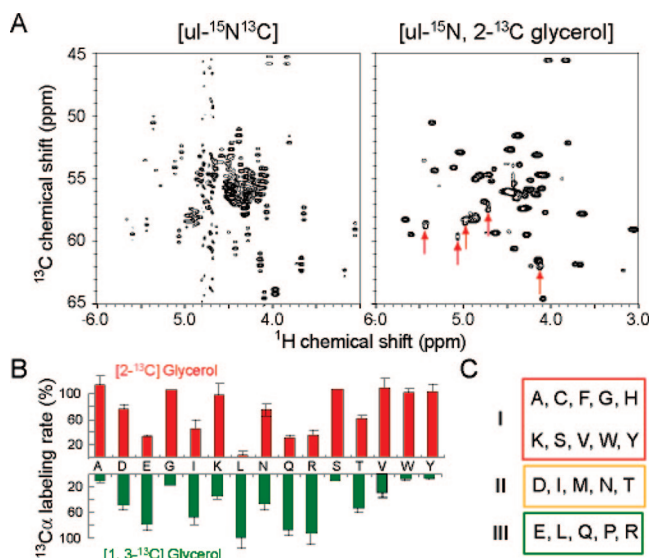 A
[ul-¹⁵N¹³C]
[ul-¹⁵N, 2-¹³C glycerol]
¹³C chemical shift (ppm)
45
50
55
60
65
-6.0 5.0 4.0 -6.0 5.0 4.0 3.0
¹H chemical shift (ppm)
B
¹³Cα labeling rate (%)
[2-¹³C] Glycerol
100
60
20
A D E G I K L N Q R S T V W Y
20
60
100
[1, 3-¹³C] Glycerol
C
I
A, C, F, G, H
K, S, V, W, Y
II
D, I, M, N, T
III
E, L, Q, P, R